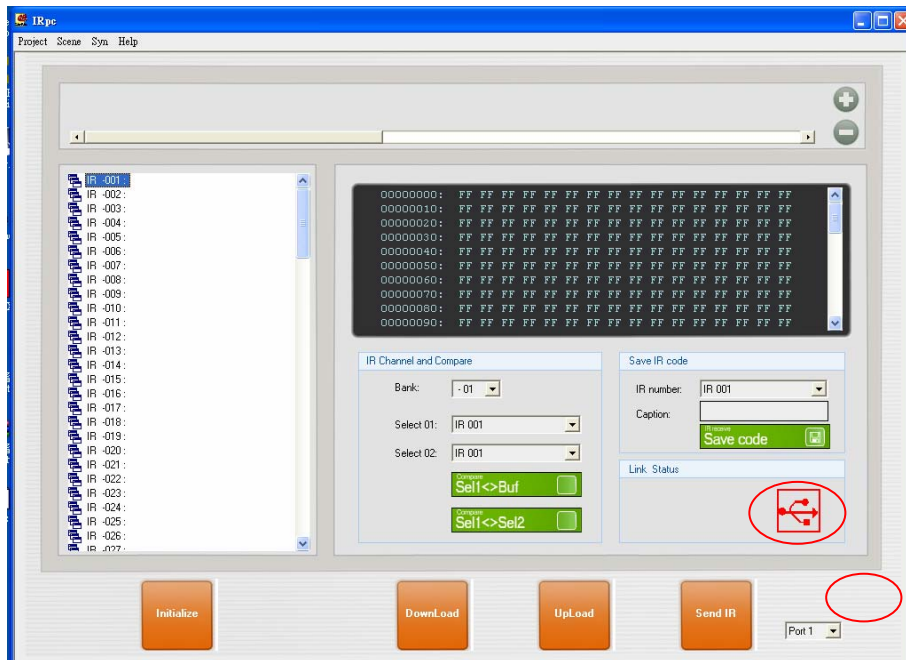 IRpc
Project Scene Syn Help
IR -001 :
IR -002 :
IR -003 :
IR -004 :
IR -005 :
IR -006 :
IR -007 :
IR -008 :
IR -009 :
IR -010 :
IR -011 :
IR -012 :
IR -013 :
IR -014 :
IR -015 :
IR -016 :
IR -017 :
IR -018 :
IR -019 :
IR -020 :
IR -021 :
IR -022 :
IR -023 :
IR -024 :
IR -025 :
IR -026 :
IR -027 :
00000000: FF FF FF FF FF FF FF FF FF FF FF FF FF FF FF FF
00000010: FF FF FF FF FF FF FF FF FF FF FF FF FF FF FF FF
00000020: FF FF FF FF FF FF FF FF FF FF FF FF FF FF FF FF
00000030: FF FF FF FF FF FF FF FF FF FF FF FF FF FF FF FF
00000040: FF FF FF FF FF FF FF FF FF FF FF FF FF FF FF FF
00000050: FF FF FF FF FF FF FF FF FF FF FF FF FF FF FF FF
00000060: FF FF FF FF FF FF FF FF FF FF FF FF FF FF FF FF
00000070: FF FF FF FF FF FF FF FF FF FF FF FF FF FF FF FF
00000080: FF FF FF FF FF FF FF FF FF FF FF FF FF FF FF FF
00000090: FF FF FF FF FF FF FF FF FF FF FF FF FF FF FF FF
IR Channel and Compare
Bank: - 01
Select 01: IR 001
Select 02: IR 001
Compare
Sel1<>Buf
Compare
Sel1<>Sel2
Save IR code
IR number: IR 001
Caption:
IR receive
Save code
Link Status
Initialize
DownLoad
UpLoad
Send IR
Port 1